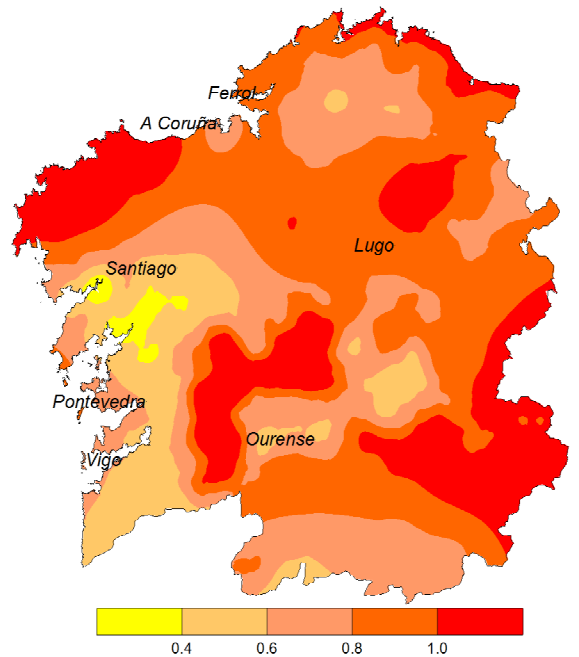 Ferrol
A Coruña
Lugo
Santiago
Pontevedra
Ourense
Vigo
0.4 0.6 0.8 1.0